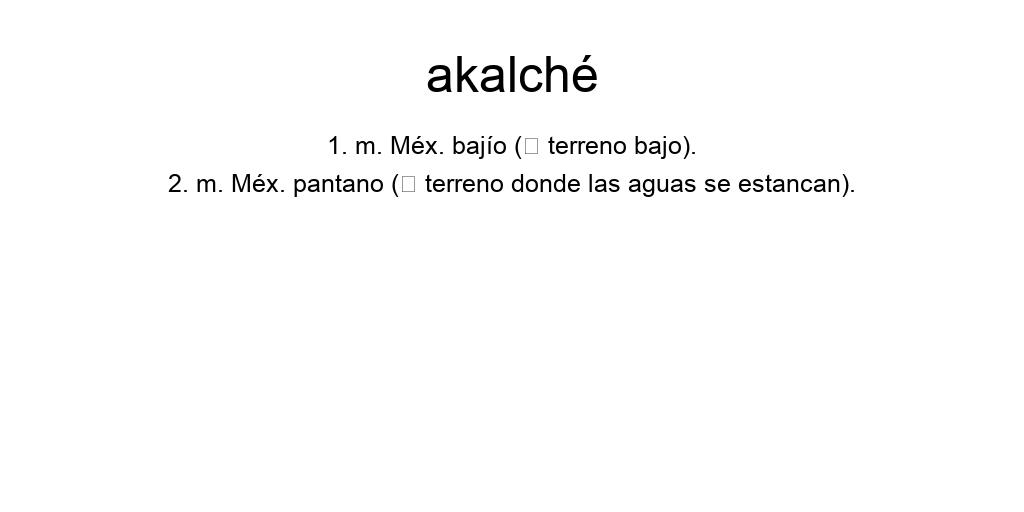 akalché
1. m. Méx. bajío (□ terreno bajo).
2. m. Méx. pantano (□ terreno donde las aguas se estancan).